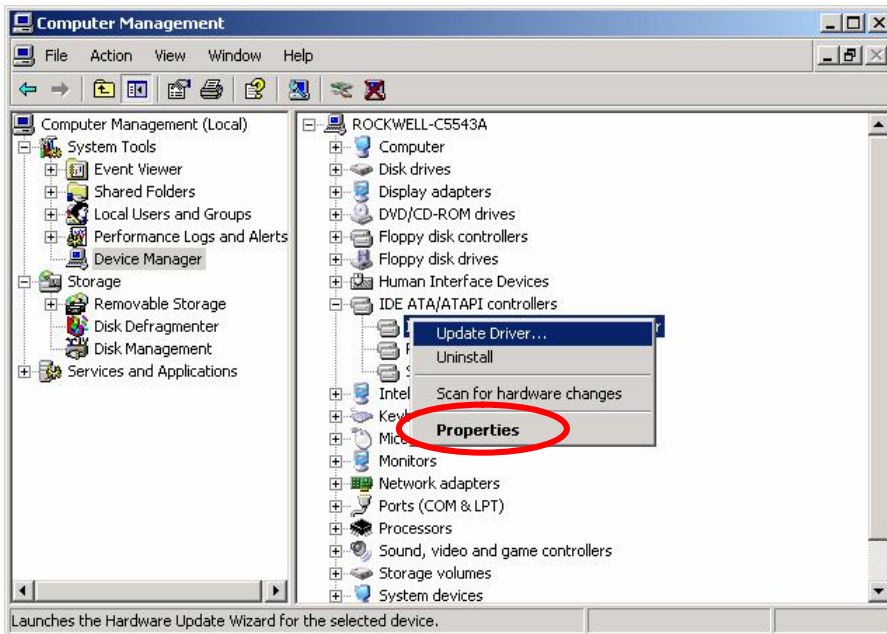 Computer Management
File Action View Window Help
Computer Management (Local)
System Tools
Event Viewer
Shared Folders
Local Users and Groups
Performance Logs and Alerts
Device Manager
Storage
Removable Storage
Disk Defragmenter
Disk Management
Services and Applications
ROCKWELL-C5543A
Computer
Disk drives
Display adapters
DVD/CD-ROM drives
Floppy disk controllers
Floppy disk drives
Human Interface Devices
IDE ATA/ATAPI controllers
Update Driver...
Uninstall
Scan for hardware changes
Properties
Intel
Monitors
Network adapters
Ports (COM & LPT)
Processors
Sound, video and game controllers
Storage volumes
System devices
Launches the Hardware Update Wizard for the selected device.